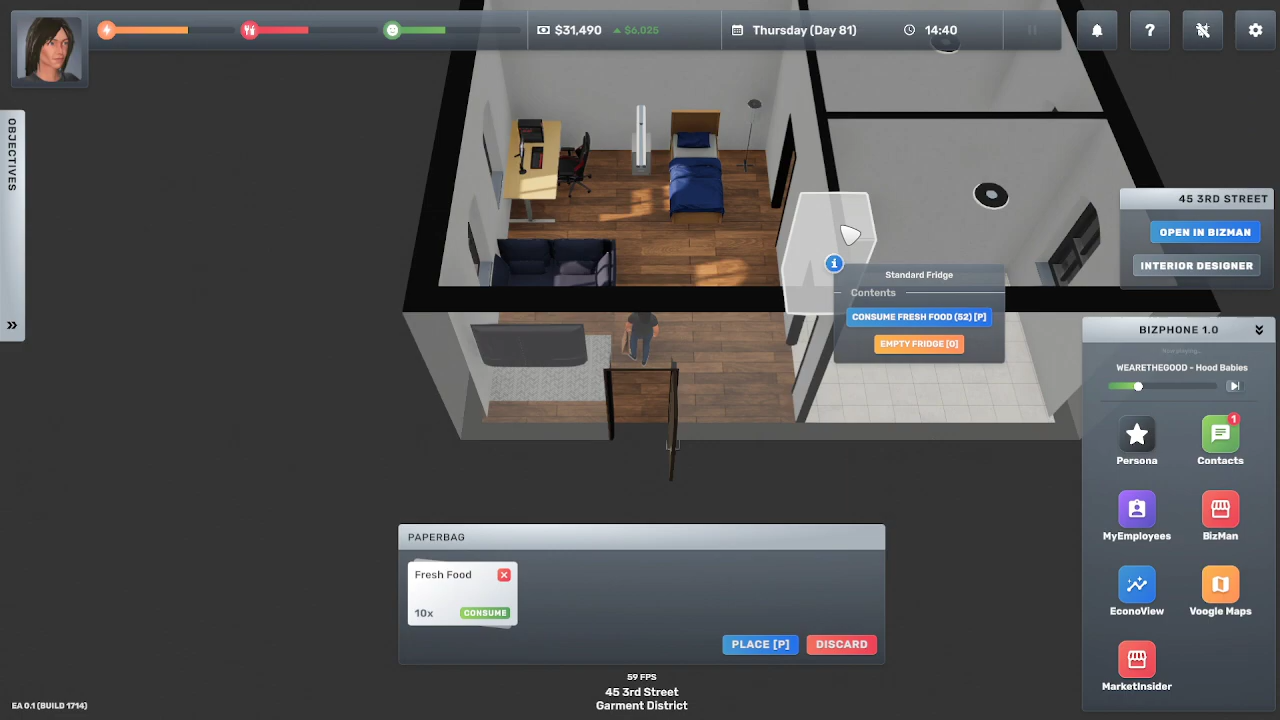 $31,490 $6,025
Thursday (Day 81)
14:40
?
OBJECTIVES
45 3RD STREET
OPEN IN BIZMAN
INTERIOR DESIGNER
Standard Fridge
Contents
CONSUME FRESH FOOD (52) [P]
EMPTY FRIDGE [O]
BIZPHONE 1.0
Now playing...
WEARETHEGOOD - Hood Babies
Persona
1
Contacts
MyEmployees
BizMan
EconoView
Voogle Maps
MarketInsider
PAPERBAG
Fresh Food
10x
CONSUME
PLACE [P]
DISCARD
59 FPS
45 3rd Street
Garment District
EA 0.1 (BUILD 1714)